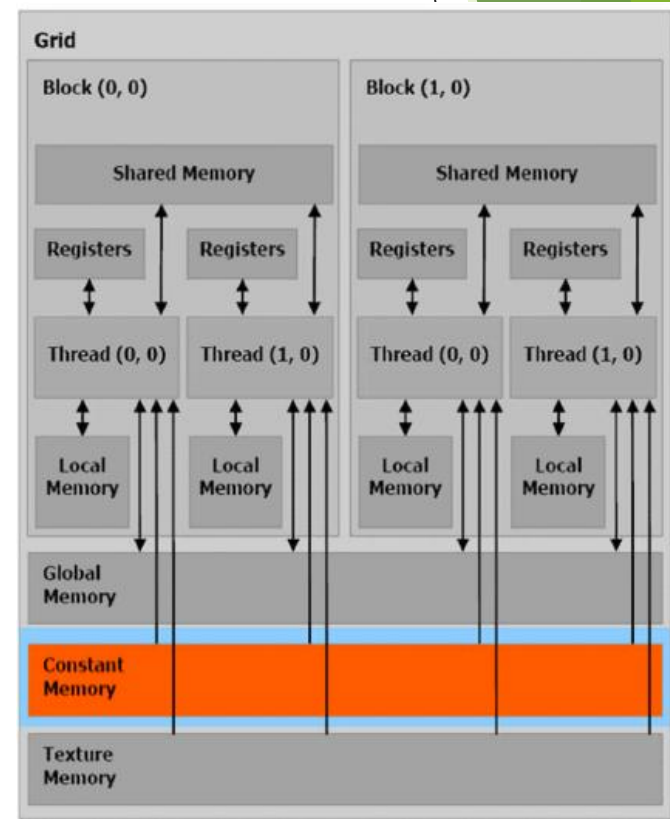 Grid
Block (0, 0)
Block (1, 0)
Shared Memory
Shared Memory
Registers
Registers
Registers
Registers
Thread (0, 0)
Thread (1, 0)
Thread (0, 0)
Thread (1, 0)
Local
Memory
Local
Memory
Local
Memory
Local
Memory
Global
Memory
Constant
Memory
Texture
Memory